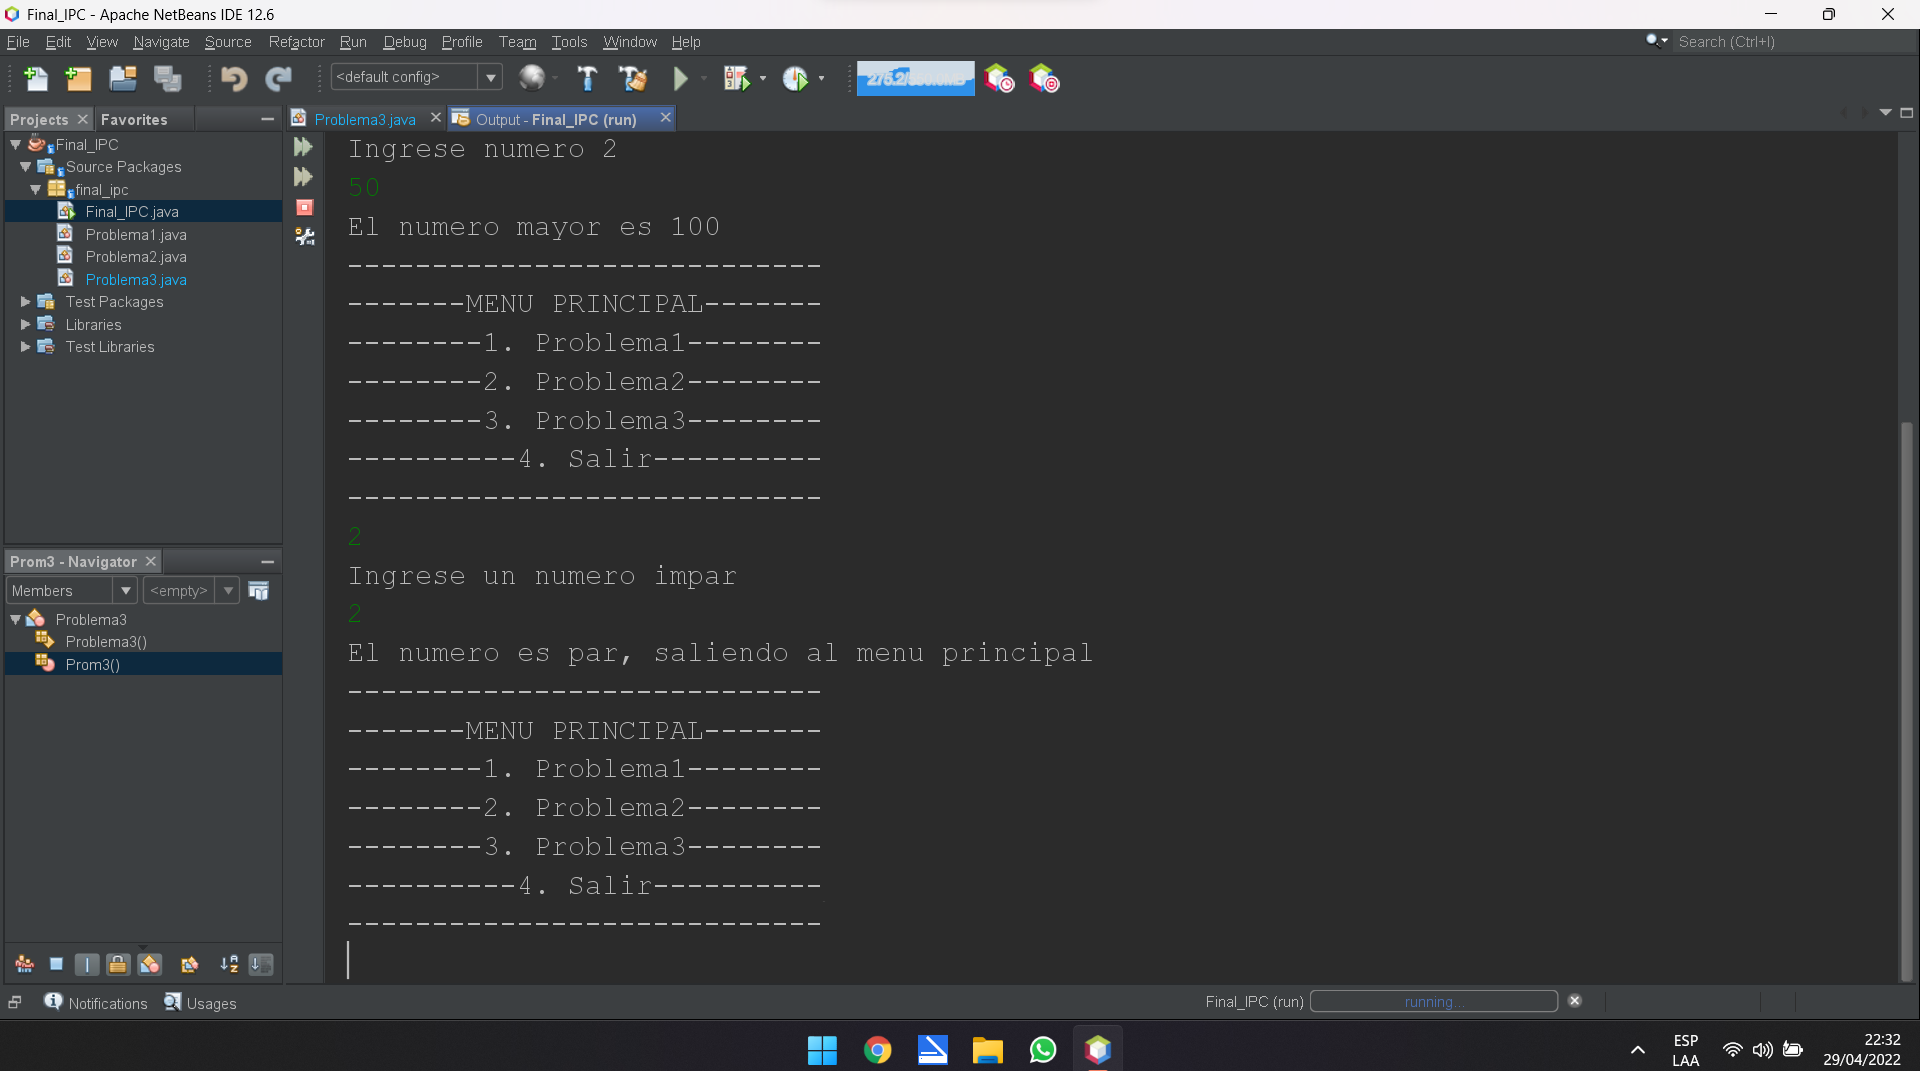 Final_IPC - Apache NetBeans IDE 12.6
File Edit View Navigate Source Refactor Run Debug Profile Team Tools Window Help
Search (Ctrl+I)
<default config>
Projects Favorites
Final_IPC
Source Packages
final_ipc
Final_IPC.java
Problema1.java
Problema2.java
Problema3.java
Test Packages
Libraries
Test Libraries
Prom3 - Navigator
Members <empty>
Problema3
Problema3()
Prom3()
Problema3.java Output - Final_IPC (run)
Ingrese numero 2
50
El numero mayor es 100
----------------------------
-------MENU PRINCIPAL-------
--------1. Problema1--------
--------2. Problema2--------
--------3. Problema3--------
----------4. Salir----------
----------------------------
2
Ingrese un numero impar
2
El numero es par, saliendo al menu principal
----------------------------
-------MENU PRINCIPAL-------
--------1. Problema1--------
--------2. Problema2--------
--------3. Problema3--------
----------4. Salir----------
----------------------------
Notifications Usages
Final_IPC (run) running...
ESP
LAA
22:32
29/04/2022